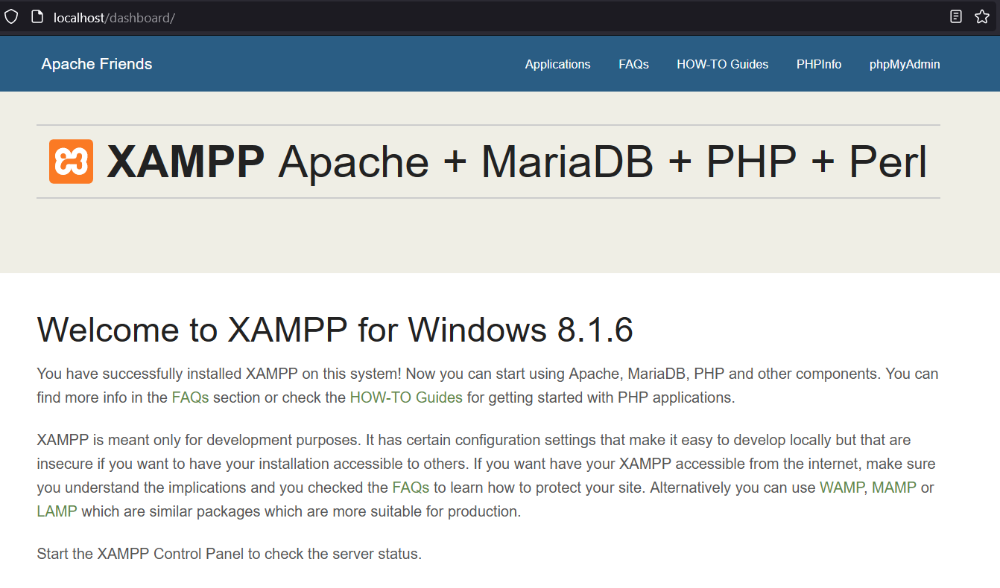 localhost/dashboard/
Apache Friends
Applications FAQs HOW-TO Guides PHPInfo phpMyAdmin
XAMPP Apache + MariaDB + PHP + Perl
Welcome to XAMPP for Windows 8.1.6
You have successfully installed XAMPP on this system! Now you can start using Apache, MariaDB, PHP and other components. You can
find more info in the FAQs section or check the HOW-TO Guides for getting started with PHP applications.
XAMPP is meant only for development purposes. It has certain configuration settings that make it easy to develop locally but that are
insecure if you want to have your installation accessible to others. If you want have your XAMPP accessible from the internet, make sure
you understand the implications and you checked the FAQs to learn how to protect your site. Alternatively you can use WAMP, MAMP or
LAMP which are similar packages which are more suitable for production.
Start the XAMPP Control Panel to check the server status.